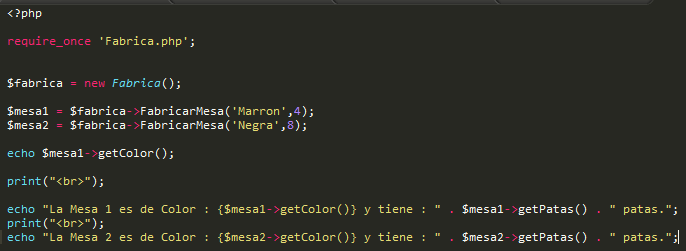 <?php
require_once 'Fabrica.php';
$fabrica = new Fabrica();
$mesa1 = $fabrica->FabricarMesa('Marron',4);
$mesa2 = $fabrica->FabricarMesa('Negra',8);
echo $mesa1->getColor();
print("<br>");
echo "La Mesa 1 es de Color : {$mesa1->getColor()} y tiene : " . $mesa1->getPatas() . " patas.";
print("<br>");
echo "La Mesa 2 es de Color : {$mesa2->getColor()} y tiene : " . $mesa2->getPatas() . " patas.";